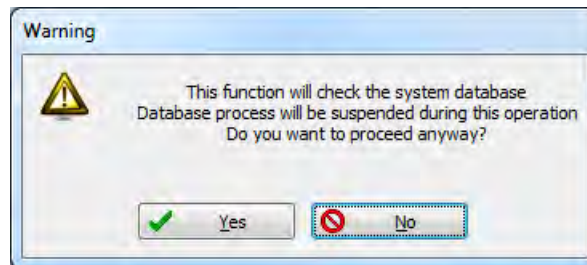 Warning
This function will check the system database
Database process will be suspended during this operation
Do you want to proceed anyway?
Yes
No